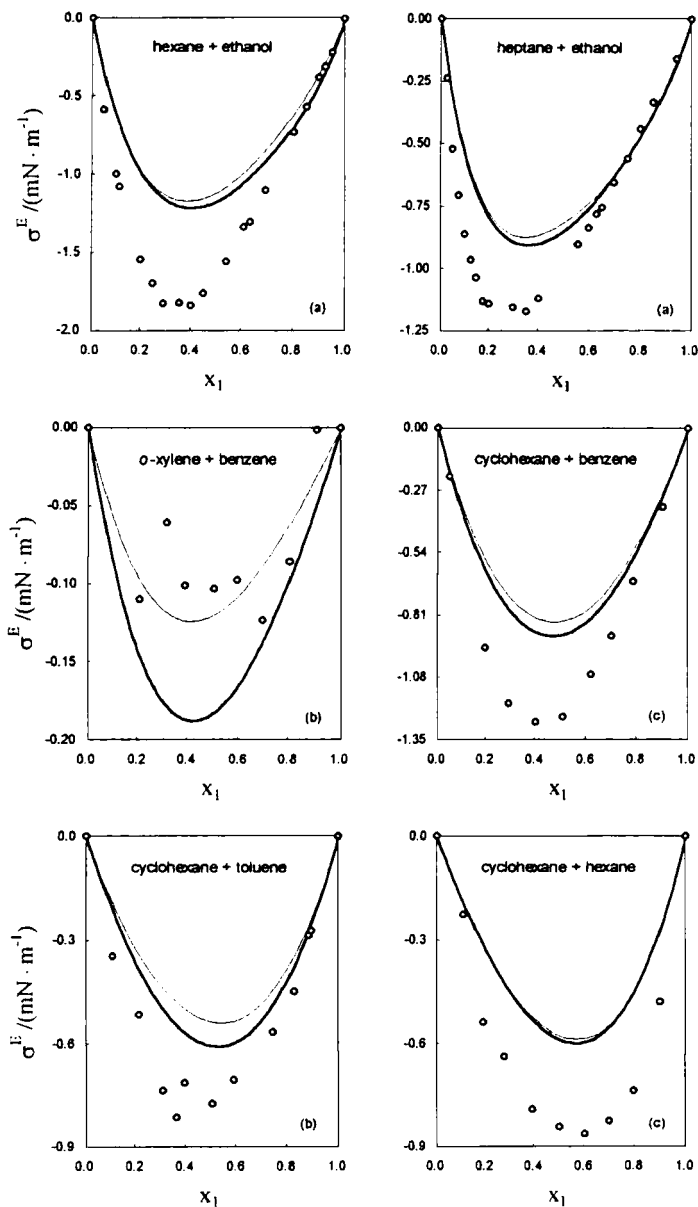 0.0
-0.5
-1.0
-1.5
-2.0
σᴱ /(mN · m⁻¹)
hexane + ethanol
(a)
0.0 0.2 0.4 0.6 0.8 1.0
x₁
0.00
-0.25
-0.50
-0.75
-1.00
-1.25
heptane + ethanol
(a)
0.0 0.2 0.4 0.6 0.8 1.0
x₁
0.00
-0.05
-0.10
-0.15
-0.20
σᴱ /(mN · m⁻¹)
o-xylene + benzene
(b)
0.0 0.2 0.4 0.6 0.8 1.0
x₁
0.00
-0.27
-0.54
-0.81
-1.08
-1.35
cyclohexane + benzene
(c)
0.0 0.2 0.4 0.6 0.8 1.0
x₁
0.0
-0.3
-0.6
-0.9
σᴱ /(mN · m⁻¹)
cyclohexane + toluene
(b)
0.0 0.2 0.4 0.6 0.8 1.0
x₁
0.0
-0.3
-0.6
-0.9
cyclohexane + hexane
(c)
0.0 0.2 0.4 0.6 0.8 1.0
x₁